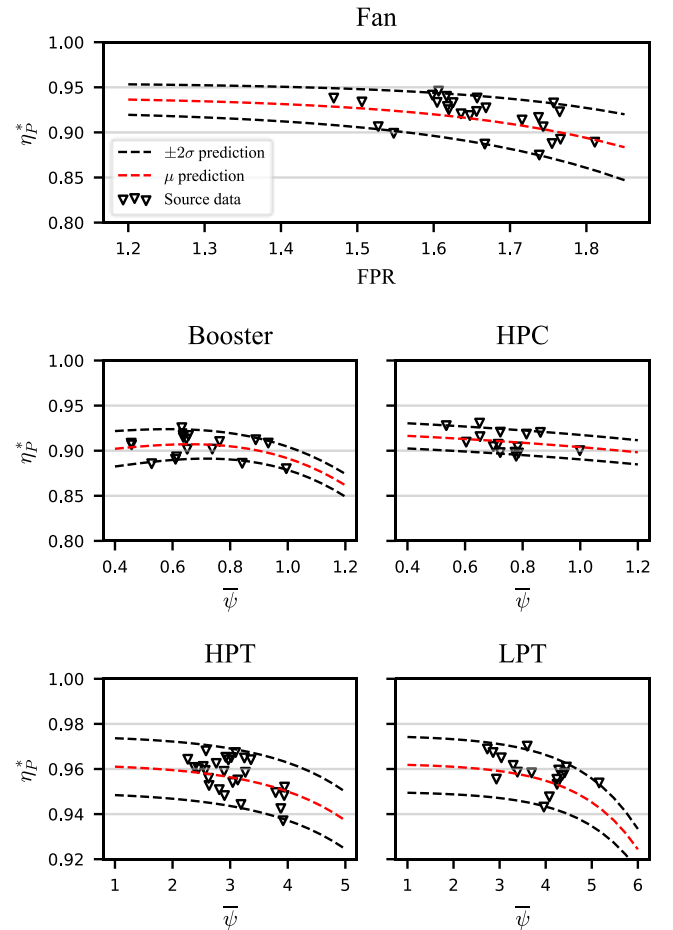 Fan
1.00
0.95
0.90
0.85
0.80
η*P
±2σ prediction
μ prediction
Source data
1.2 1.3 1.4 1.5 1.6 1.7 1.8
FPR
Booster HPC
1.00
0.95
0.90
0.85
0.80
η*P
0.4 0.6 0.8 1.0 1.2 0.4 0.6 0.8 1.0 1.2
ψ̅ ψ̅
HPT LPT
1.00
0.98
0.96
0.94
0.92
η*P
1 2 3 4 5 1 2 3 4 5 6
ψ̅ ψ̅